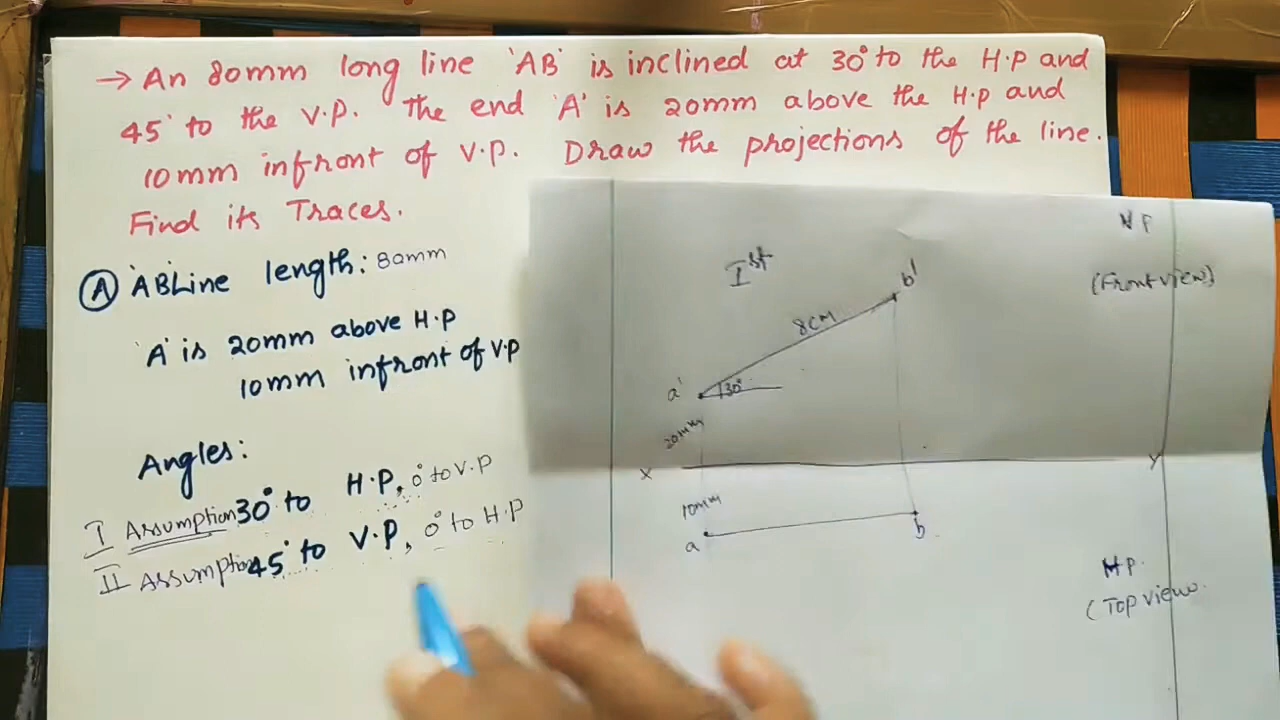 → An 80mm long line 'AB' is inclined at 30° to the H.P and
45° to the V.P. The end 'A' is 20mm above the H.P and
10mm infront of V.P. Draw the projections of the line.
Find its Traces.
A 'AB' Line length: 80mm
'A' is 20mm above H.P
10mm infront of V.P
Angles:
I Assumption 30° to H.P, 0° to V.P
II Assumption 45° to V.P, 0° to H.P
Ist
VP
(Front view)
b'
8CM
a'
30°
20mm
X
Y
10mm
a
b
HP.
(Top view.